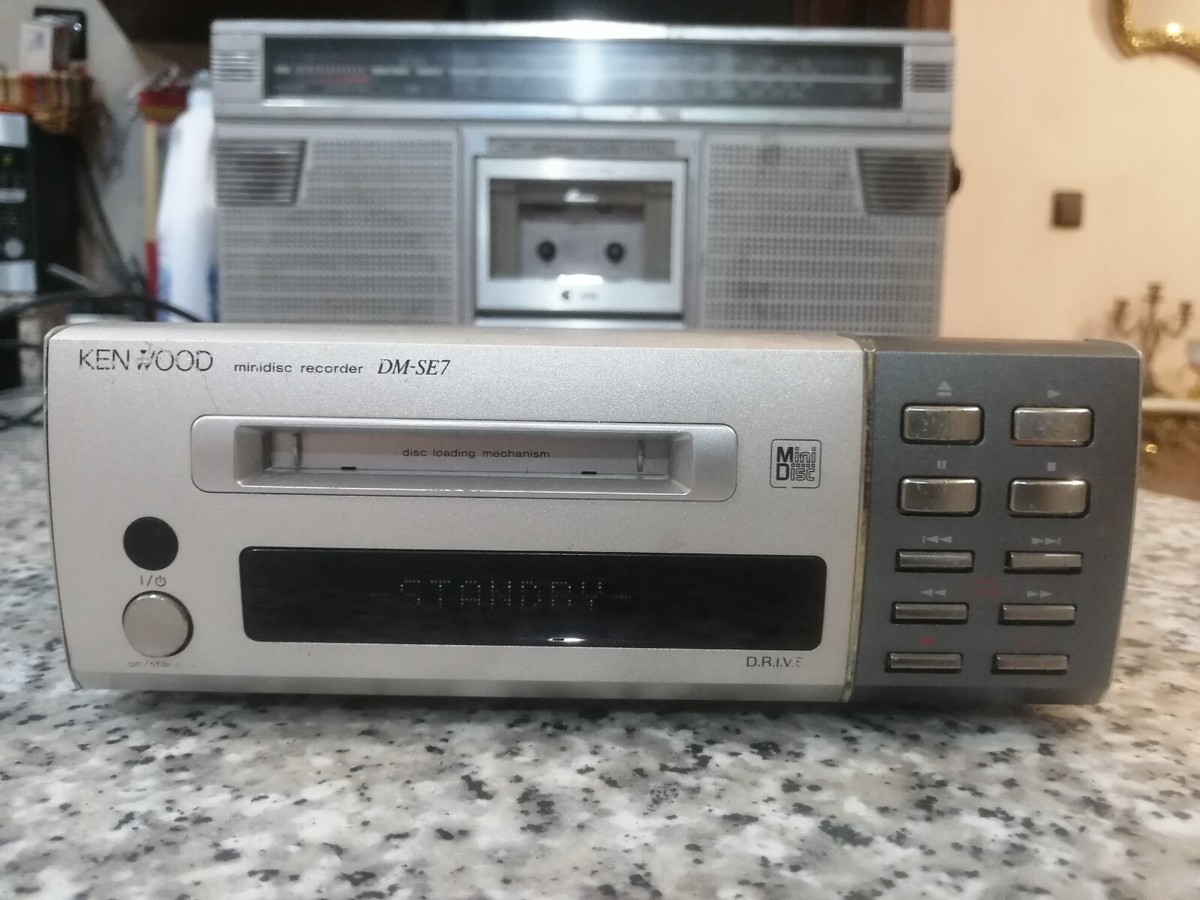 KENWOOD minidisc recorder DM-SE7
disc loading mechanism
Mini
Disc
I/⏻
--STANDBY--
D.R.I.V.E